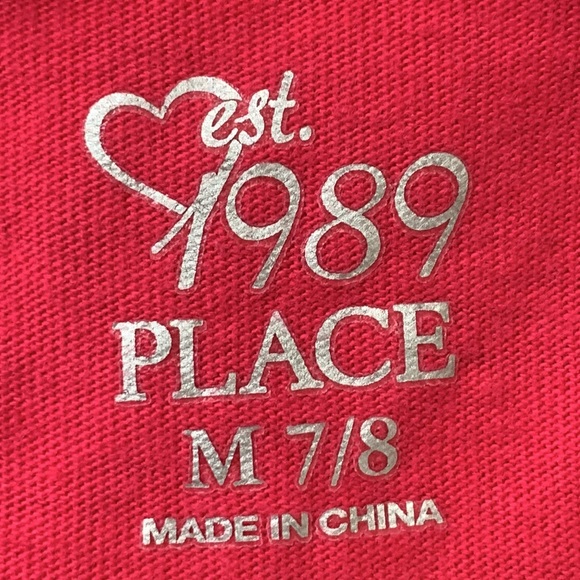 est.
1989
PLACE
M 7/8
MADE IN CHINA